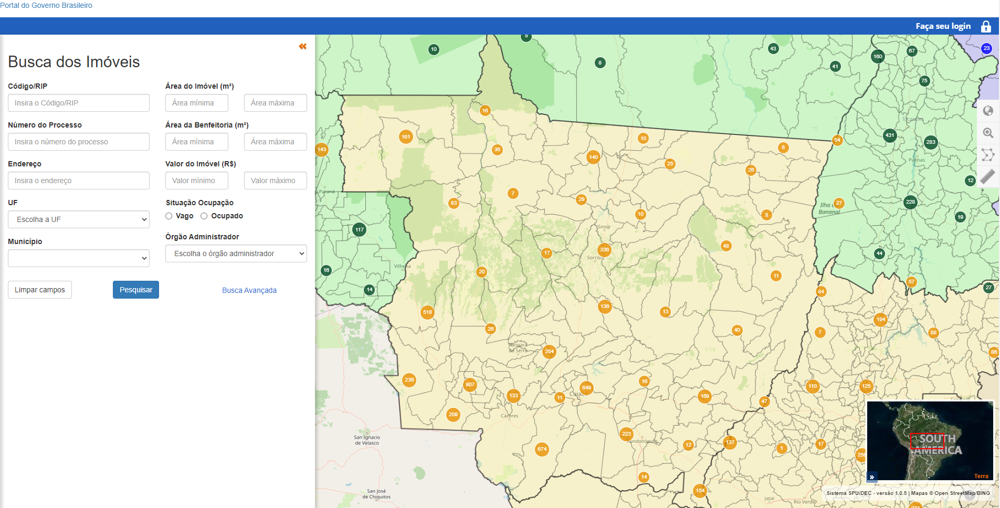 Portal do Governo Brasileiro
Faça seu login
Busca dos Imóveis
Código/RIP
Insira o Código/RIP
Área do Imóvel (m²)
Área mínima
Área máxima
Número do Processo
Insira o número do processo
Área da Benfeitoria (m²)
Área mínima
Área máxima
Endereço
Insira o endereço
Valor do Imóvel (R$)
Valor mínimo
Valor máximo
UF
Escolha a UF
Situação Ocupação
Vago
Ocupado
Município
Órgão Administrador
Escolha o órgão administrador
Limpar campos
Pesquisar
Busca Avançada
5
10
8
43
41
160
67
23
75
16
161
143
36
10
140
25
8
26
54
431
283
Tocantins
Palmas
12
Paraná
83
7
29
10
8
27
Ilha
Bananal
228
19
117
Sinop
17
336
Sorriso
48
44
Vilhena
16
20
11
14
57
84
27
518
136
13
194
26
40
7
88
Tangara
da Serra
254
86
236
907
133
11
649
16
169
47
110
125
Cáceres
209
San Ignacio
de Velasco
223
Rondonópolis
674
12
137
1
17
256
14
154
San José
de Chiquitos
Jataí
Rio Verde
SOUTH
AMERICA
Terra
»
Sistema SPU/DEC - versão 1.0.5 | Mapas © Open StreetMap/BING